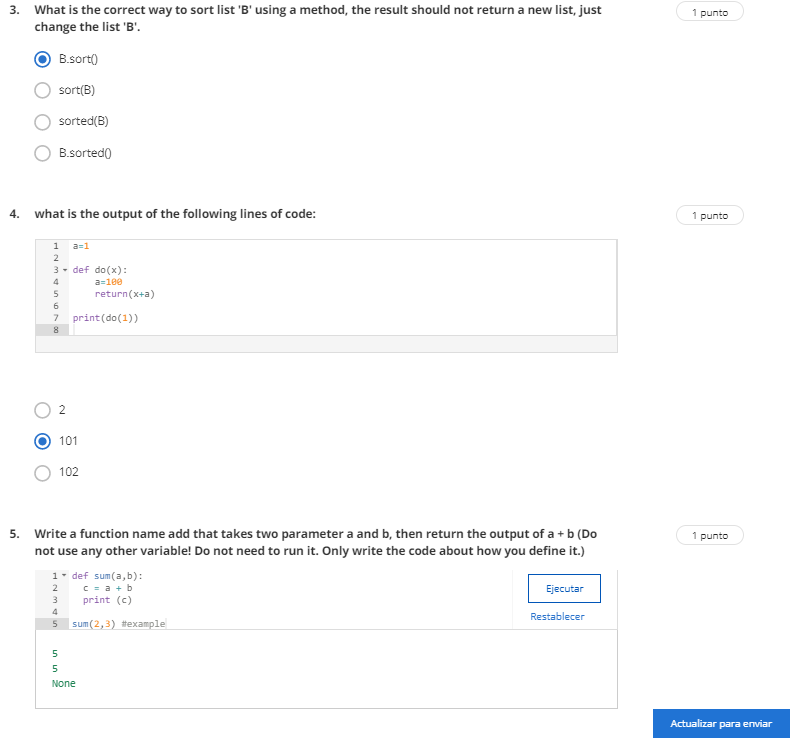 3. What is the correct way to sort list 'B' using a method, the result should not return a new list, just
change the list 'B'.
1 punto
B.sort()
sort(B)
sorted(B)
B.sorted()
4. what is the output of the following lines of code:
1 punto
1 a=1
2
3 def do(x):
4 a=100
5 return(x+a)
6
7 print(do(1))
8
2
101
102
5. Write a function name add that takes two parameter a and b, then return the output of a + b (Do
not use any other variable! Do not need to run it. Only write the code about how you define it.)
1 punto
1 def sum(a,b):
2 c = a + b
3 print (c)
4
5 sum(2,3) #example
Ejecutar
Restablecer
5
5
None
Actualizar para enviar